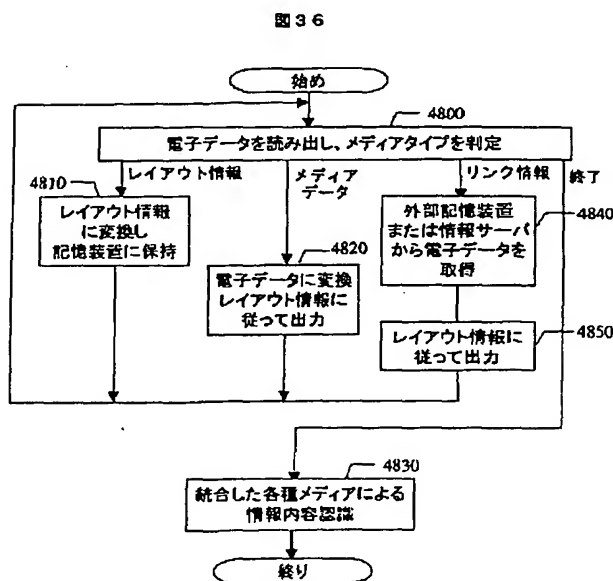 図36
始め
4800
電子データを読み出し、メディアタイプを判定
4810
レイアウト情報
メディア
データ
リンク情報
終了
レイアウト情報
に変換し
記憶装置に保持
4820
電子データに変換
レイアウト情報に
従って出力
外部記憶装置
または情報サーバ
から電子データを
取得
4840
レイアウト情報に
従って出力
4850
4830
統合した各種メディアによる
情報内容認識
終り